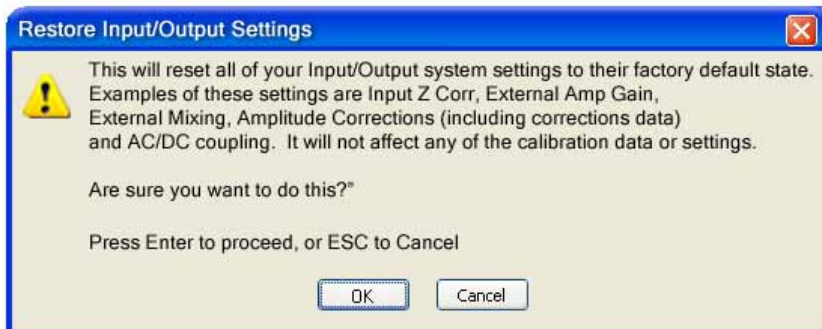 Restore Input/Output Settings
This will reset all of your Input/Output system settings to their factory default state.
Examples of these settings are Input Z Corr, External Amp Gain,
External Mixing, Amplitude Corrections (including corrections data)
and AC/DC coupling. It will not affect any of the calibration data or settings.
Are sure you want to do this?"
Press Enter to proceed, or ESC to Cancel
OK
Cancel